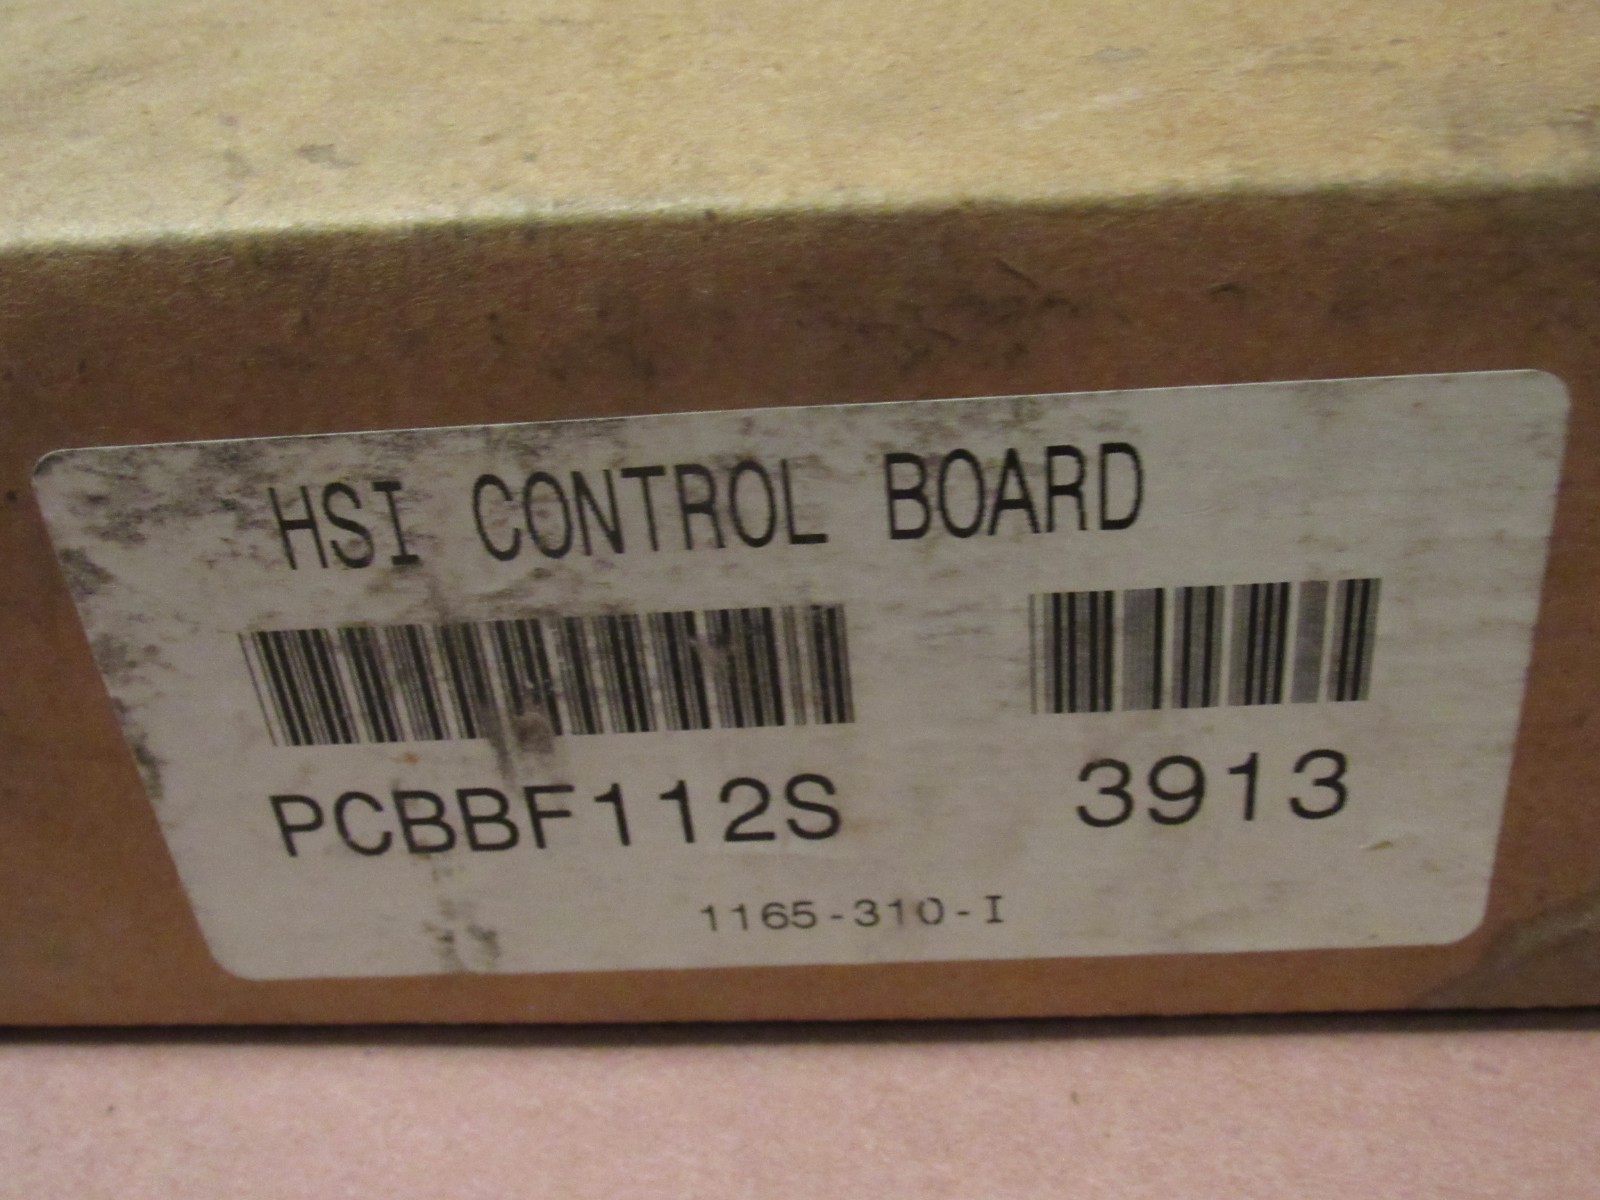 HSI CONTROL BOARD
PCBBF112S 3913
1165-310-I